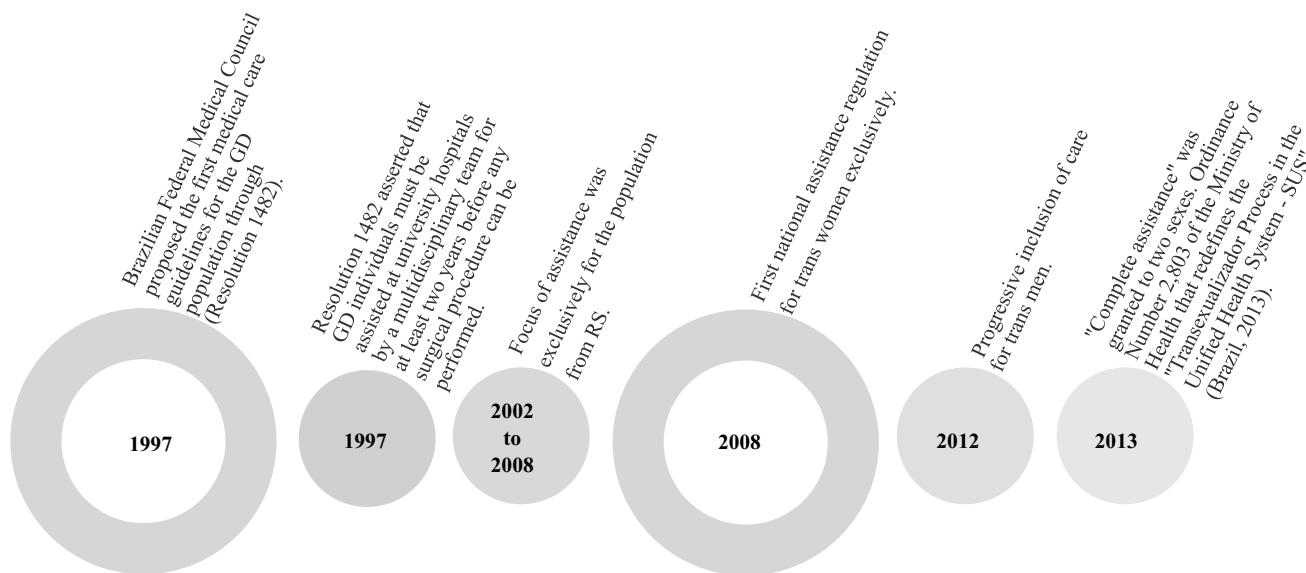 Brazilian Federal Medical Council
proposed the first medical care
guidelines for the GD
population through
(Resolution 1482).
1997
Resolution 1482 asserted that
GD individuals must be
assisted at university hospitals
by a multidisciplinary team for
at least two years before any
surgical procedure can be
performed.
1997
Focus of assistance was
exclusively for the population
from RS.
2002
to
2008
First national assistance regulation
for trans women exclusively.
2008
Progressive inclusion of care
for trans men.
2012
"Complete assistance" was
granted to two sexes. Ordinance
Number 2,803 of the Ministry of
Health that redefines the
"Transexualizador Process in the
Unified Health System - SUS"
(Brazil, 2013).
2013